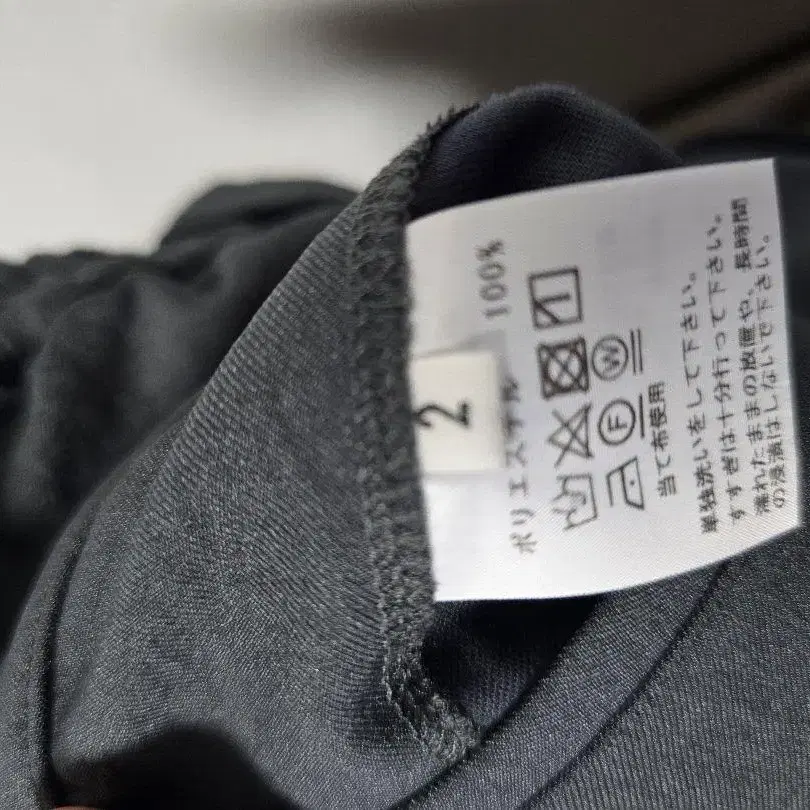 2
ポリエステル 100%
F W
当て布使用
単独洗いをして下さい。
すすぎは十分行って下さい。
濡れたままの放置や、長時間
の浸漬はしないで下さい。